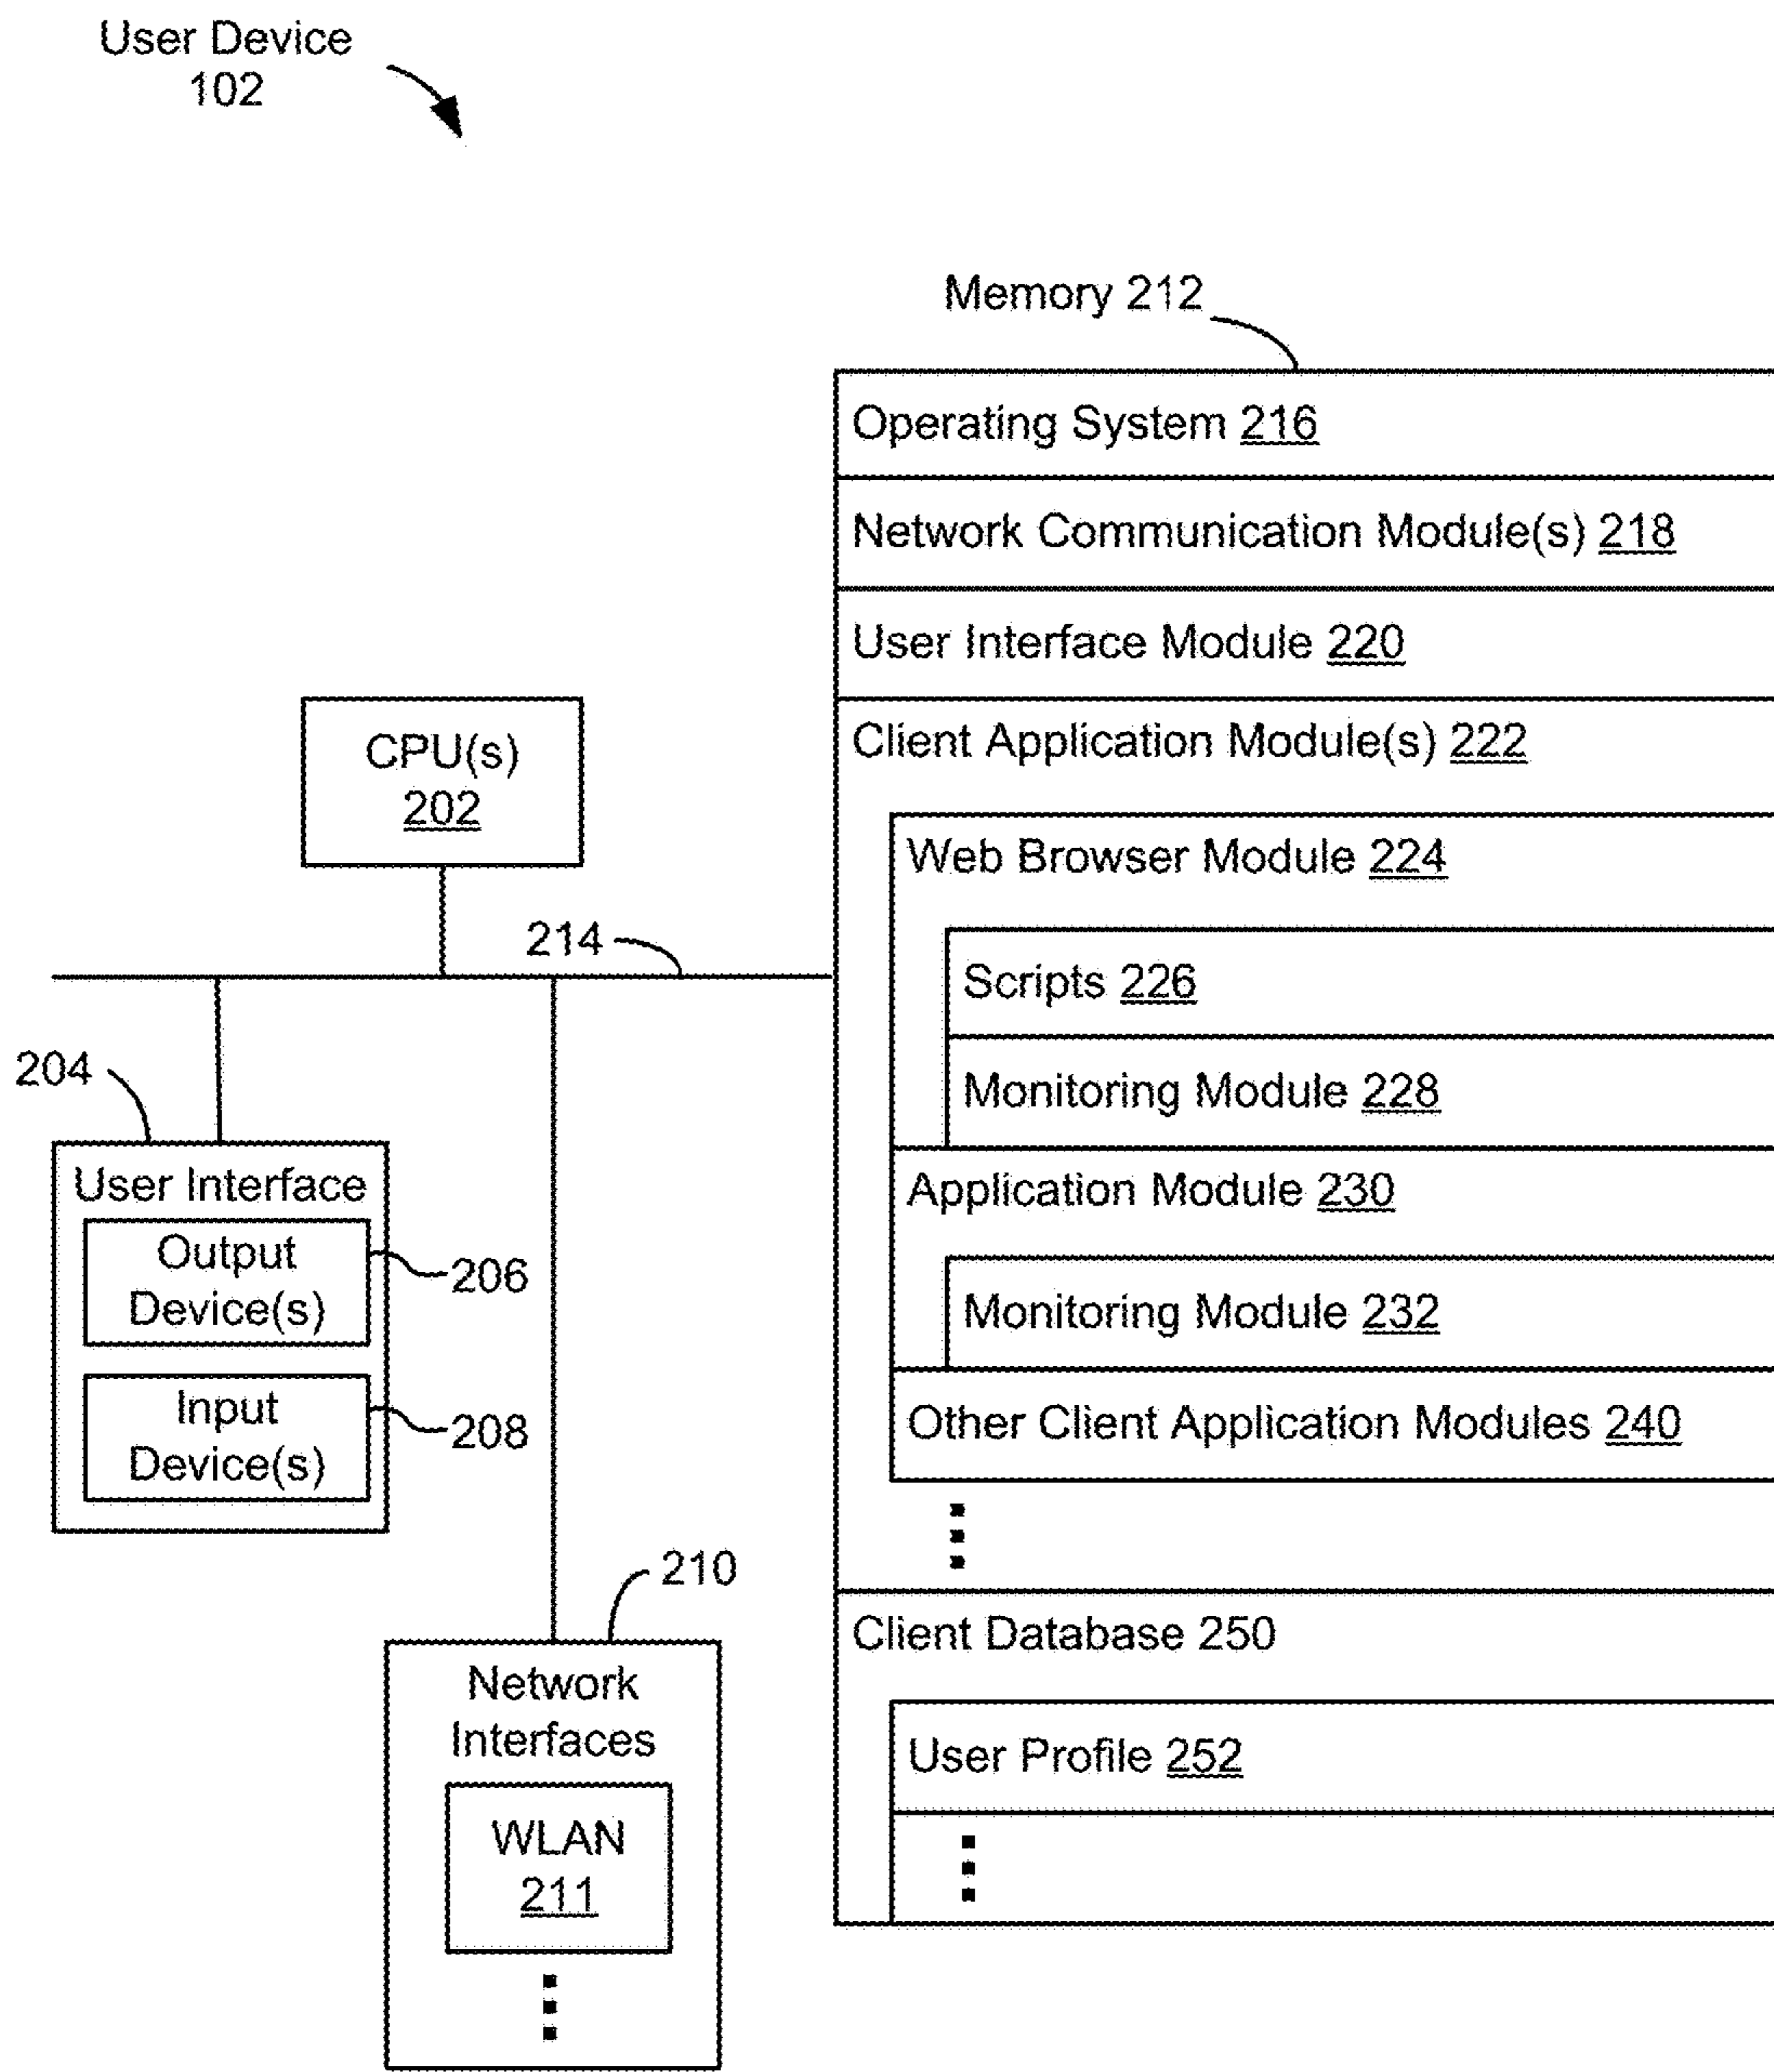 User Device
102
Memory 212
Operating System 216
Network Communication Module(s) 218
User Interface Module 220
Client Application Module(s) 222
Web Browser Module 224
Scripts 226
Monitoring Module 228
Application Module 230
Monitoring Module 232
Other Client Application Modules 240
Client Database 250
User Profile 252
CPU(s)
202
214
204
User Interface
Output
Device(s)
206
Input
Device(s)
208
210
Network
Interfaces
WLAN
211